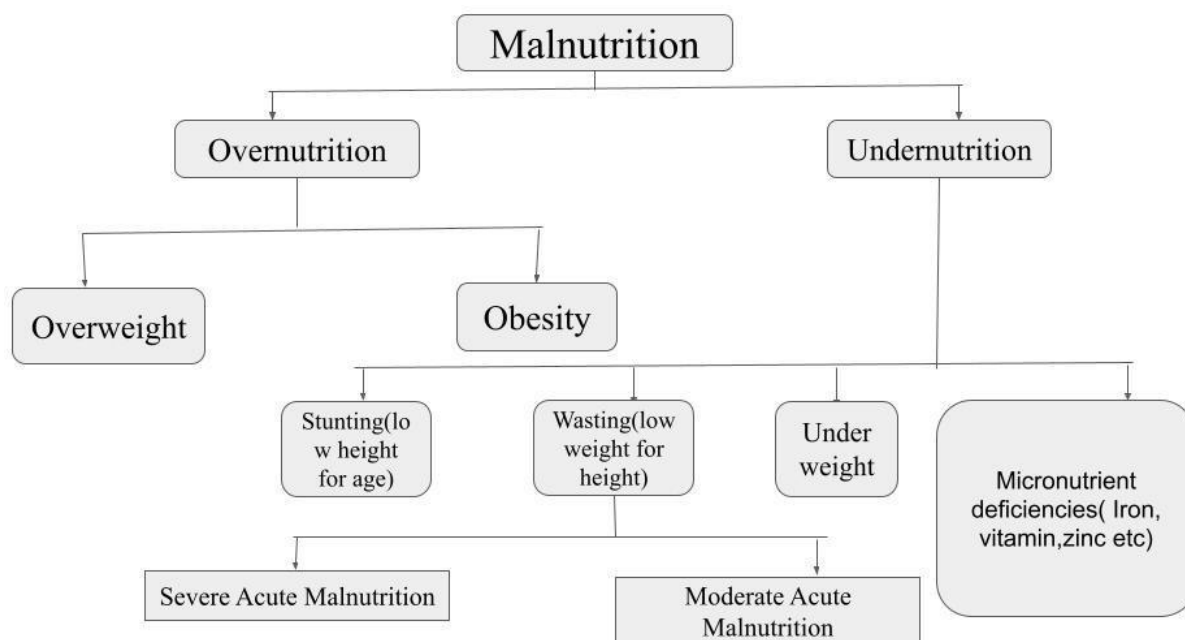 Malnutrition
Overnutrition
Undernutrition
Overweight
Obesity
Stunting(lo
w height
for age)
Wasting(low
weight for
height)
Under
weight
Micronutrient
deficiencies( Iron,
vitamin,zinc etc)
Severe Acute Malnutrition
Moderate Acute
Malnutrition